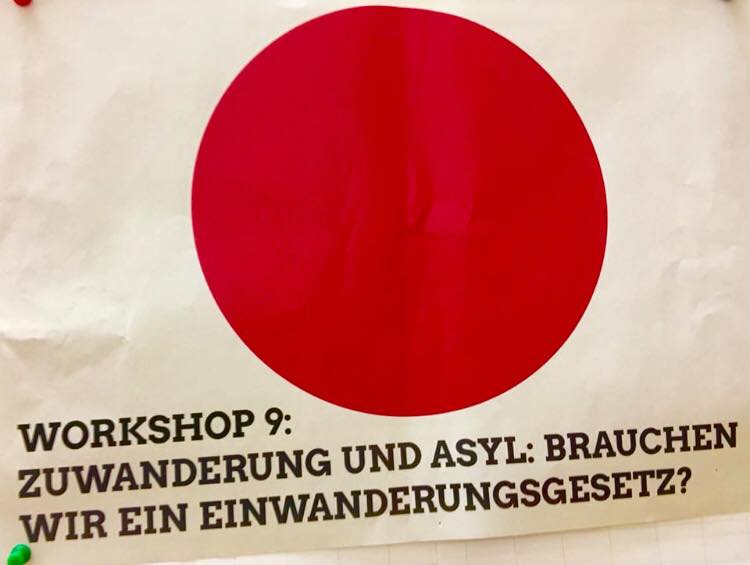 WORKSHOP 9:
ZUWANDERUNG UND ASYL: BRAUCHEN
WIR EIN EINWANDERUNGSGESETZ?